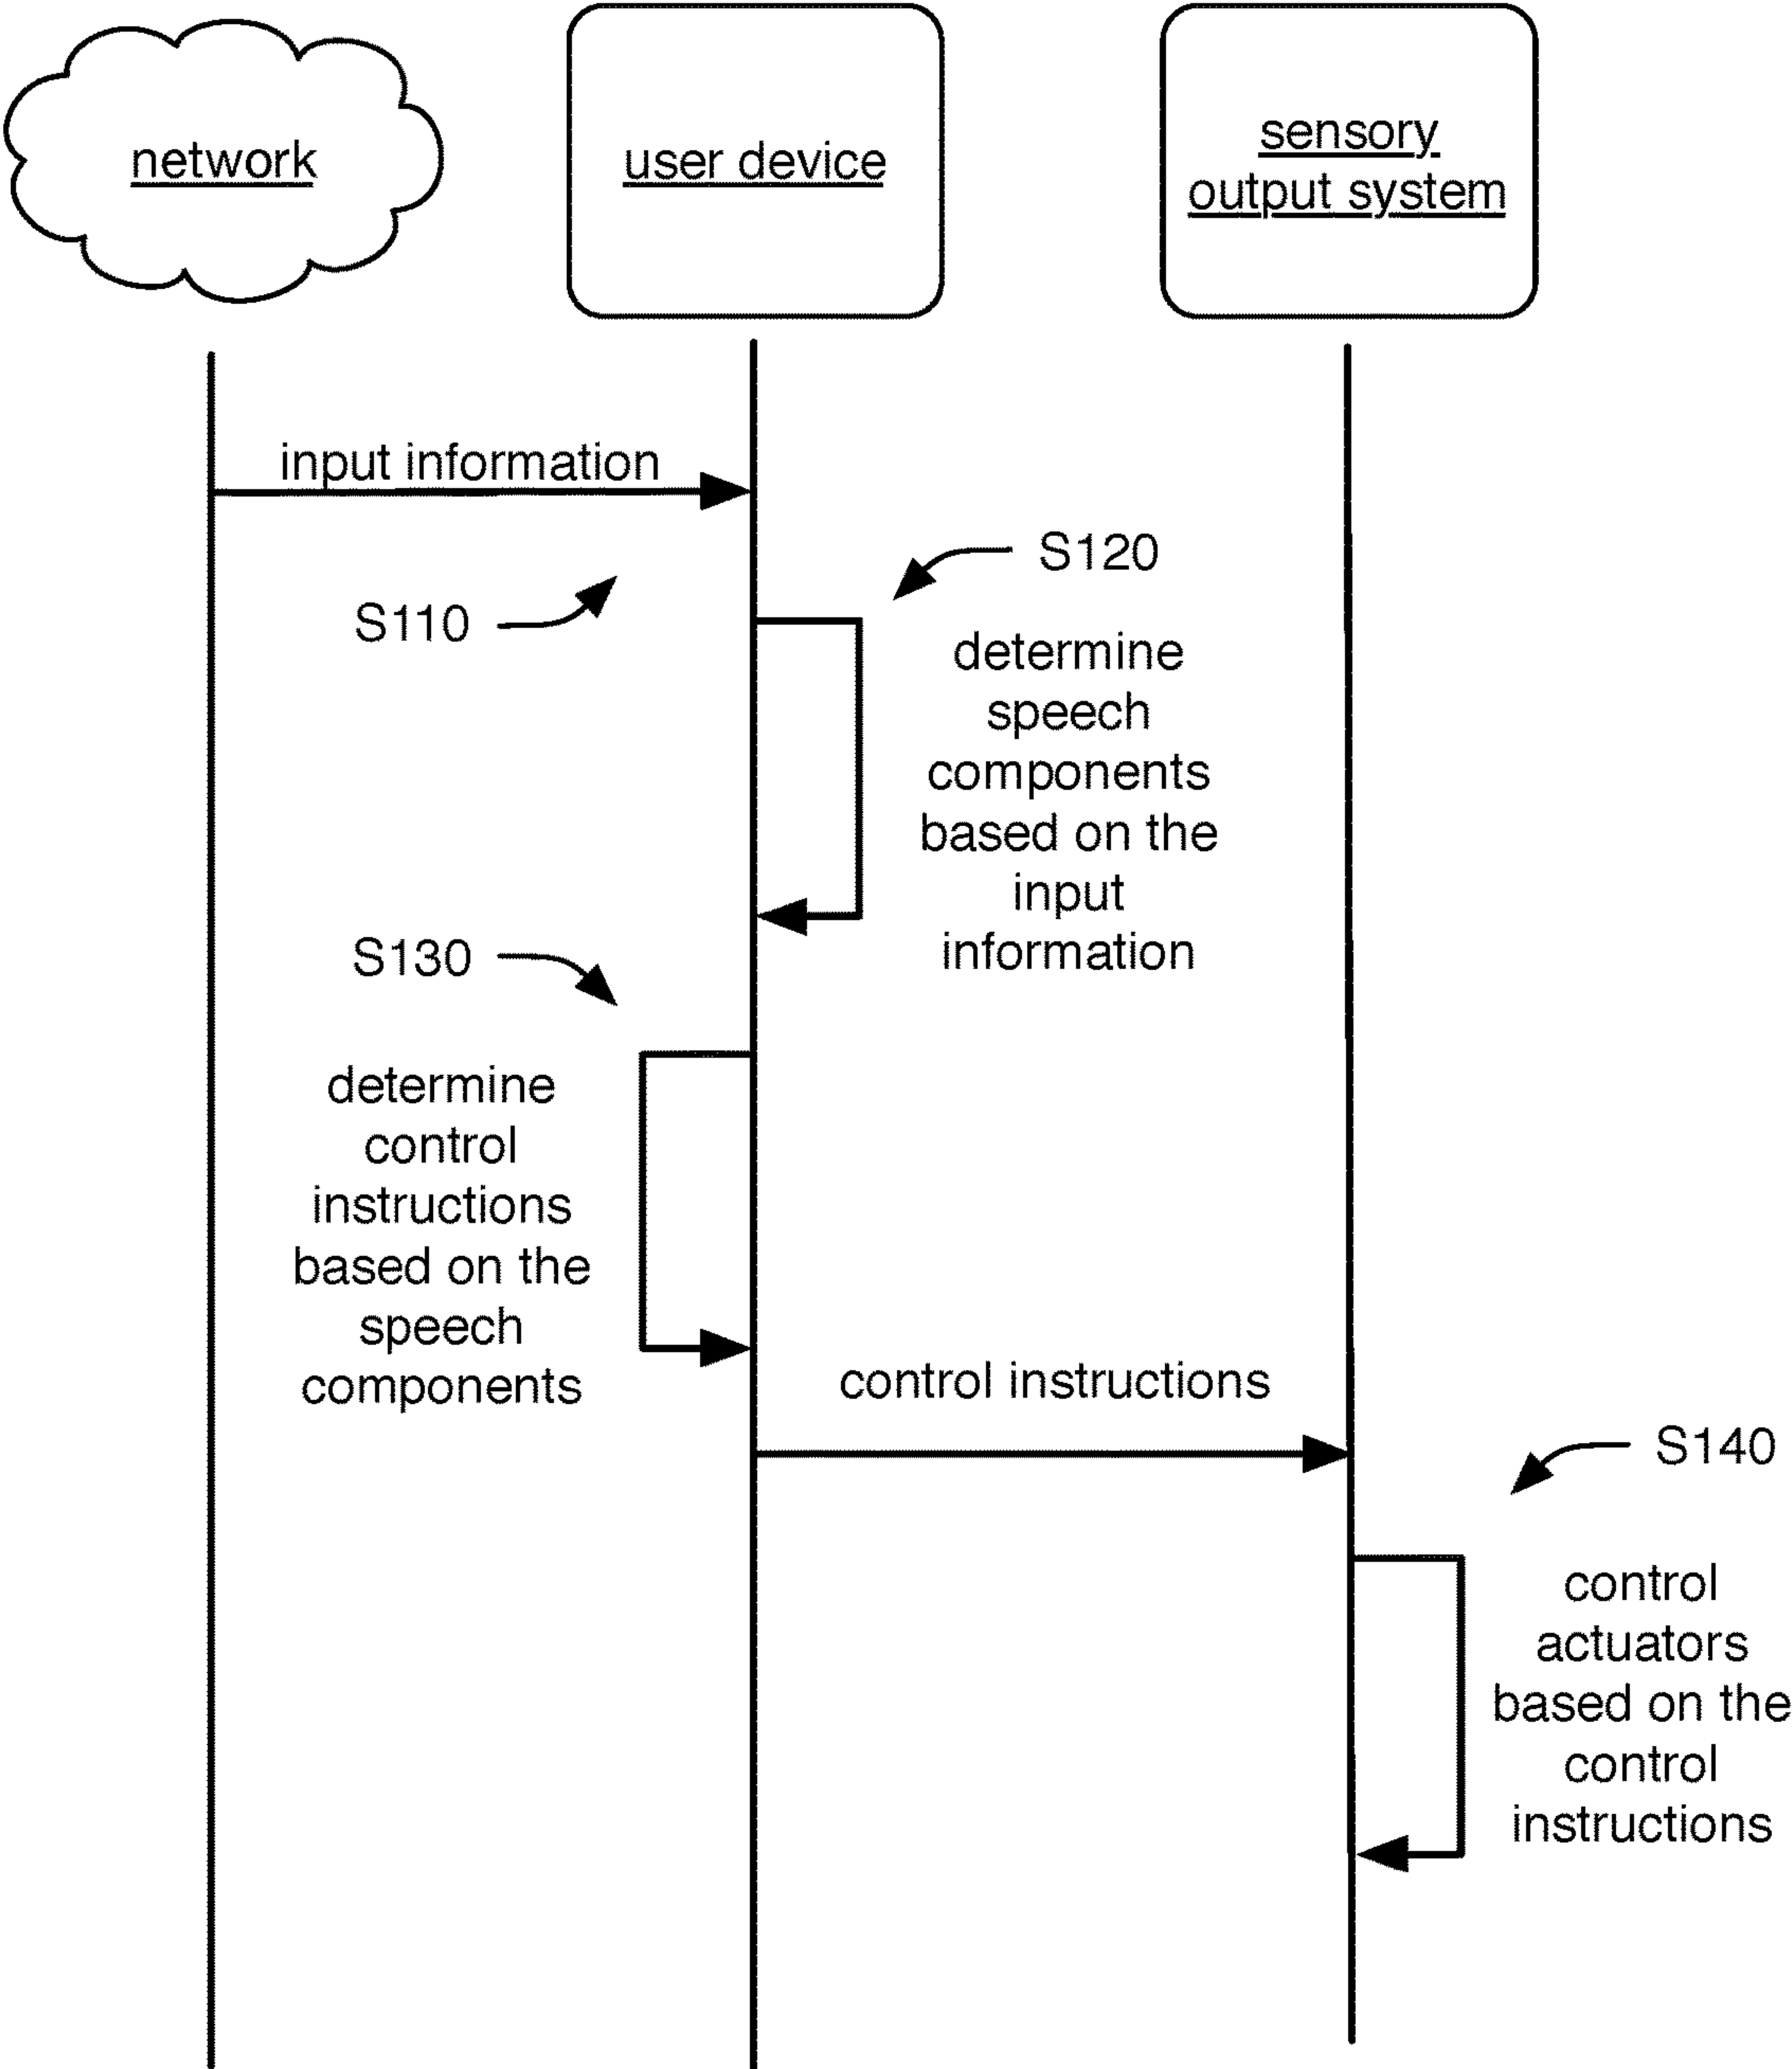 network
user device
sensory
output system
input information
S110
S120
determine
speech
components
based on the
input
information
S130
determine
control
instructions
based on the
speech
components
control instructions
S140
control
actuators
based on the
control
instructions